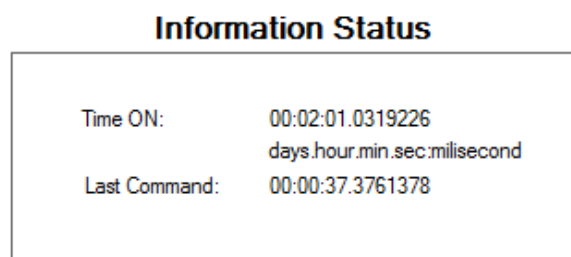 Information Status
Time ON: 00:02:01.0319226
days.hour.min.sec:milisecond
Last Command: 00:00:37.3761378